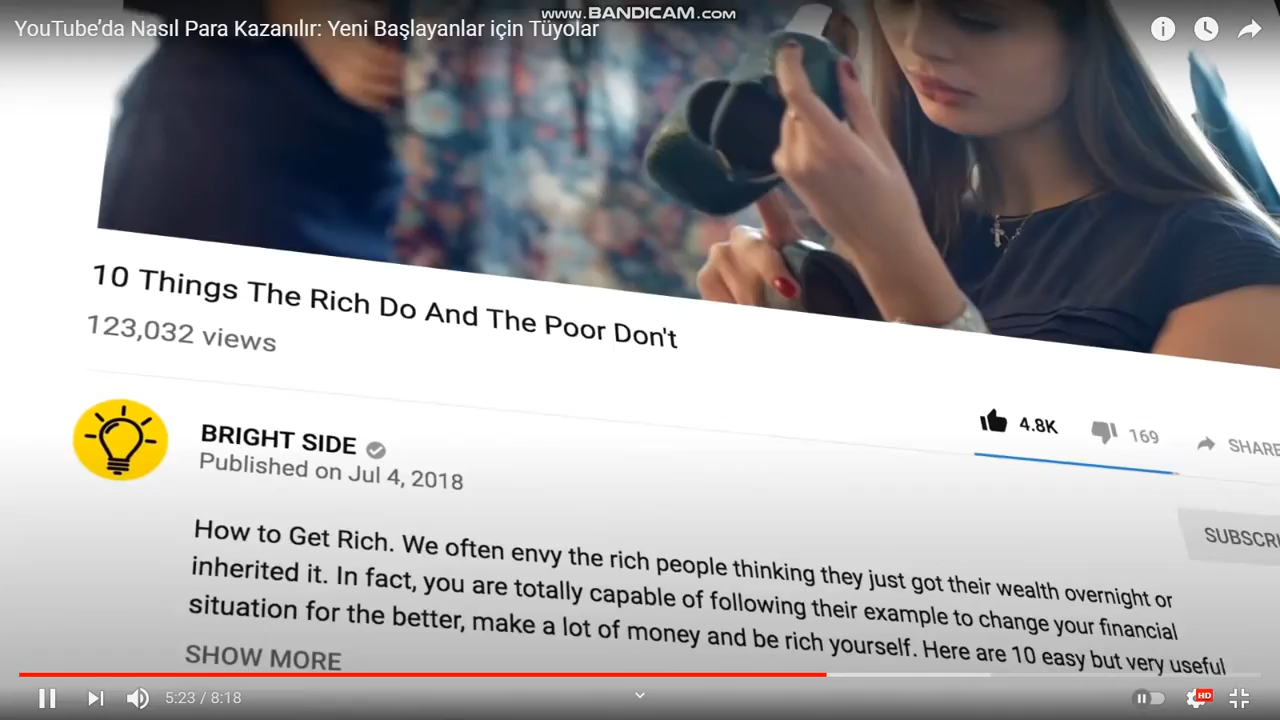 www.BANDICAM.com
YouTube’da Nasıl Para Kazanılır: Yeni Başlayanlar için Tüyolar
10 Things The Rich Do And The Poor Don't
123,032 views
4.8K
169
SHARE
BRIGHT SIDE
Published on Jul 4, 2018
SUBSCRI
How to Get Rich. We often envy the rich people thinking they just got their wealth overnight or
inherited it. In fact, you are totally capable of following their example to change your financial
situation for the better, make a lot of money and be rich yourself. Here are 10 easy but very useful
SHOW MORE
5:23 / 8:18
HD